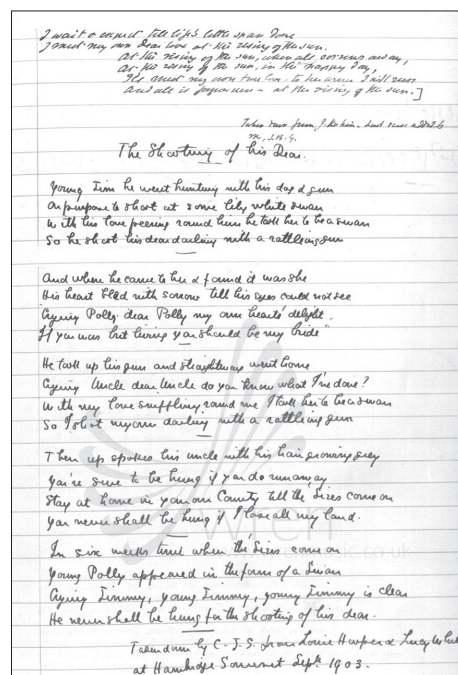 I wait & expect till life's little span done
I meet my own Dear love at the rising of the sun.
At the rising of the sun, when all sorrows away,
At the rising of the sun, in this happy day,
I'll meet my own true love to her arms I will run
And all is forgiven - at the rising of the sun.]
Taken down from J. - Last verse added by
The Shooting of his Dear.
Young Jim he went hunting with his dog & gun
On purpose to shoot at some lily white swan
With his love peering round him he took her to be a swan
So he shot his dear darling with a rattling gun
And when he came to her & found it was she
His heart bled with sorrow till his eyes could not see
Crying Polly dear Polly my own hearts' delight
If you was but living you should be my bride"
He took up his gun and straightway went home
Crying Uncle dear Uncle do you know what I've done?
With my love snuffling round me I took her to be a swan
So I shot my own darling with a rattling gun
Then up spokes his uncle with his hair growing grey
You're sure to be hung if you do run away
Stay at home in your own County till the Sizes come on
You never shall be hung if I lose all my land.
In six weeks time when the Sizes come on
Young Polly appeared in the form of a Swan
Crying Jimmy, young Jimmy, young Jimmy is clear
He never shall be hung for the shooting of his dear.
Taken down by C. J. S. from Louie Hooper & Lucy White
at Hambridge Somerset Sept. 1903.